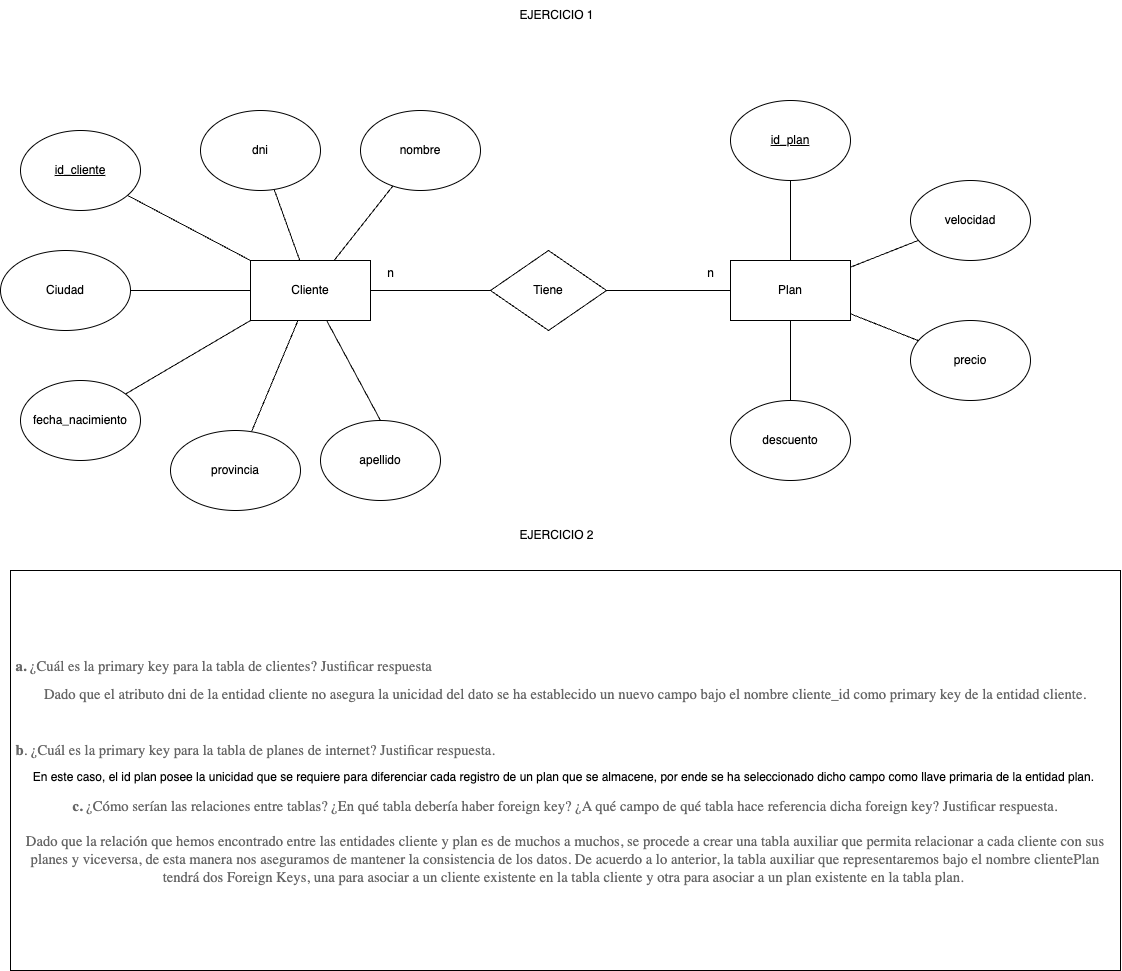 EJERCICIO 1
id_cliente
dni
nombre
id_plan
velocidad
Ciudad
n
n
Cliente
Tiene
Plan
precio
fecha_nacimiento
provincia
apellido
descuento
EJERCICIO 2
a. ¿Cuál es la primary key para la tabla de clientes? Justificar respuesta
Dado que el atributo dni de la entidad cliente no asegura la unicidad del dato se ha establecido un nuevo campo bajo el nombre cliente_id como primary key de la entidad cliente.
b. ¿Cuál es la primary key para la tabla de planes de internet? Justificar respuesta.
En este caso, el id plan posee la unicidad que se requiere para diferenciar cada registro de un plan que se almacene, por ende se ha seleccionado dicho campo como llave primaria de la entidad plan.
c. ¿Cómo serían las relaciones entre tablas? ¿En qué tabla debería haber foreign key? ¿A qué campo de qué tabla hace referencia dicha foreign key? Justificar respuesta.
Dado que la relación que hemos encontrado entre las entidades cliente y plan es de muchos a muchos, se procede a crear una tabla auxiliar que permita relacionar a cada cliente con sus
planes y viceversa, de esta manera nos aseguramos de mantener la consistencia de los datos. De acuerdo a lo anterior, la tabla auxiliar que representaremos bajo el nombre clientePlan
tendrá dos Foreign Keys, una para asociar a un cliente existente en la tabla cliente y otra para asociar a un plan existente en la tabla plan.